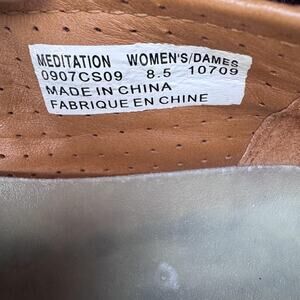 MEDITATION WOMEN'S/DAMES
0907CS09 8.5 10709
MADE IN CHINA
FABRIQUE EN CHINE